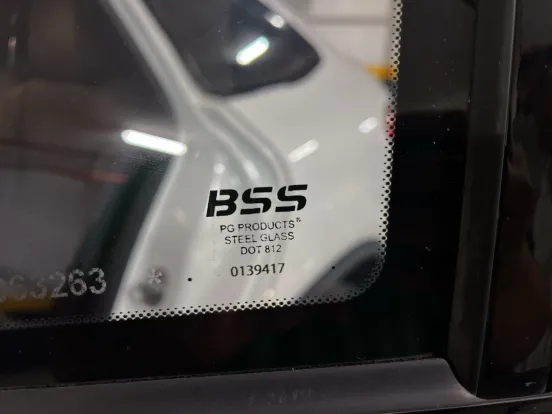 BSS
PG PRODUCTS
STEEL GLASS
DOT 812
0139417
63263 *